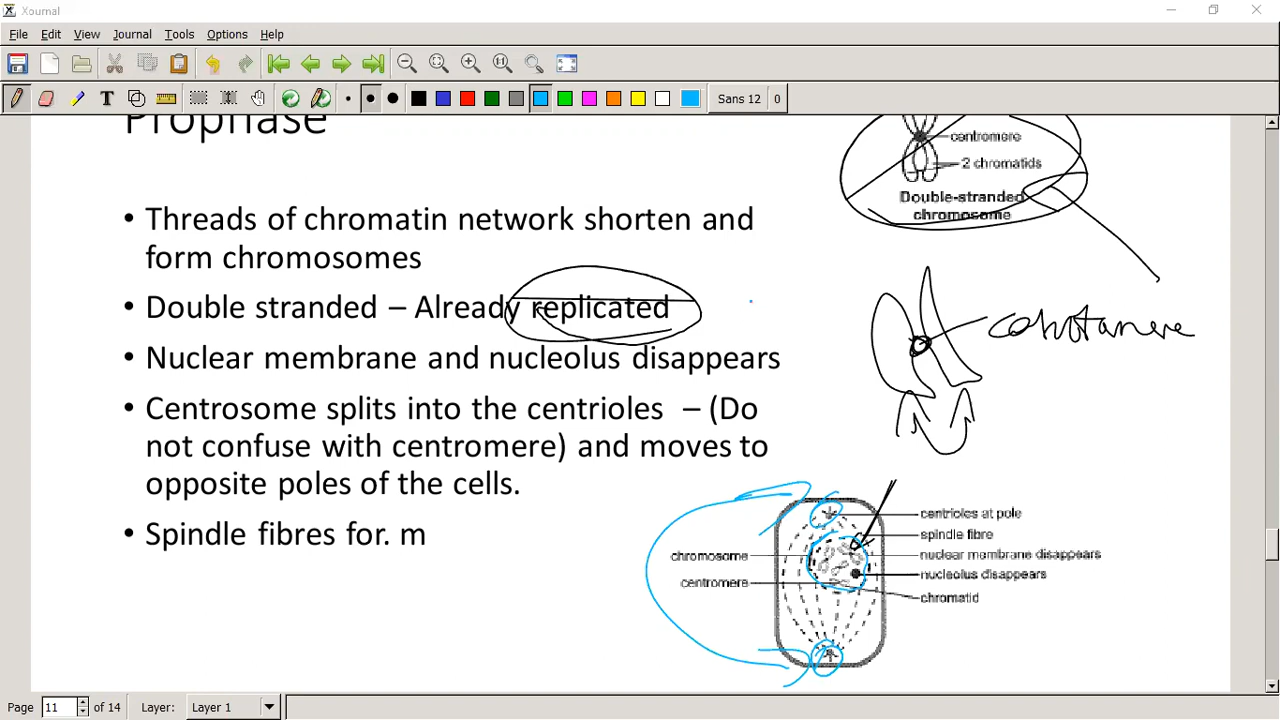 Xournal
File Edit View Journal Tools Options Help
Sans 12 0
Prophase
centromere
2 chromatids
Double-stranded
chromosome
• Threads of chromatin network shorten and
form chromosomes
• Double stranded – Already replicated
• Nuclear membrane and nucleolus disappears
• Centrosome splits into the centrioles – (Do
not confuse with centromere) and moves to
opposite poles of the cells.
• Spindle fibres for. m
centrioles at pole
spindle fibre
chromosome
nuclear membrane disappears
centromere
nucleolus disappears
chromatid
Page 11 of 14 Layer: Layer 1